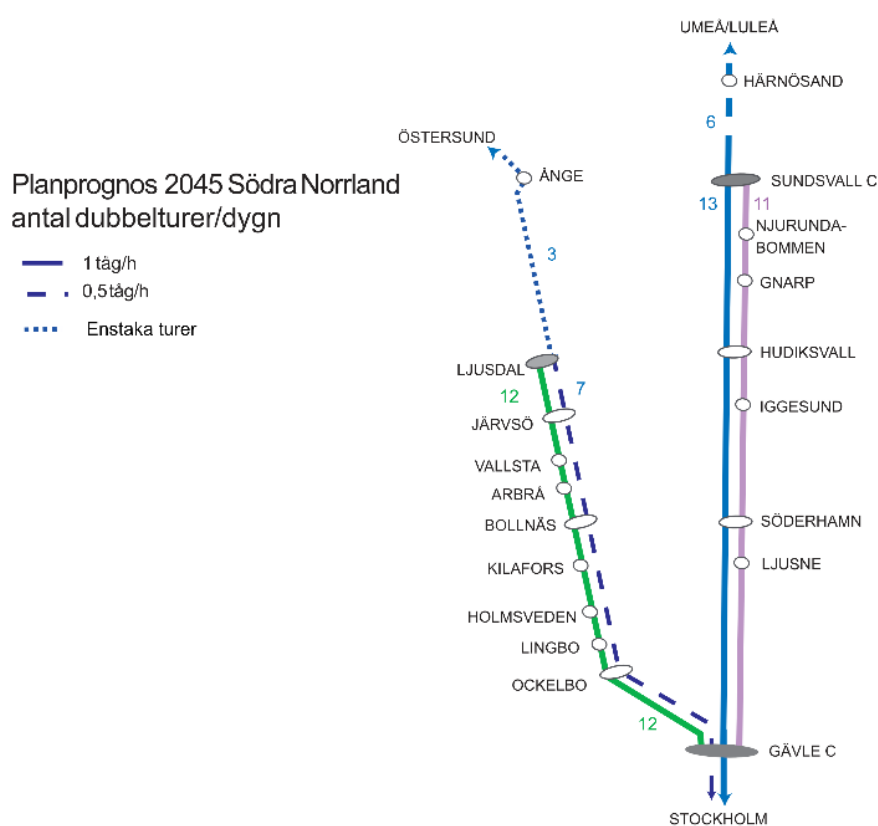 UMEÅ/LULEÅ
HÄRNÖSAND
6
ÖSTERSUND
ÅNGE
Planprognos 2045 Södra Norrland
antal dubbelturer/dygn
1 tåg/h
0,5 tåg/h
Enstaka turer
SUNDSVALL C
13
11
NJURUNDA-
BOMMEN
GNARP
3
HUDIKSVALL
LJUSDAL
12
7
IGGESUND
JÄRVSÖ
VALLSTA
ARBRÅ
BOLLNÄS
SÖDERHAMN
KILAFORS
LJUSNE
HOLMSVEDEN
LINGBO
OCKELBO
12
GÄVLE C
STOCKHOLM